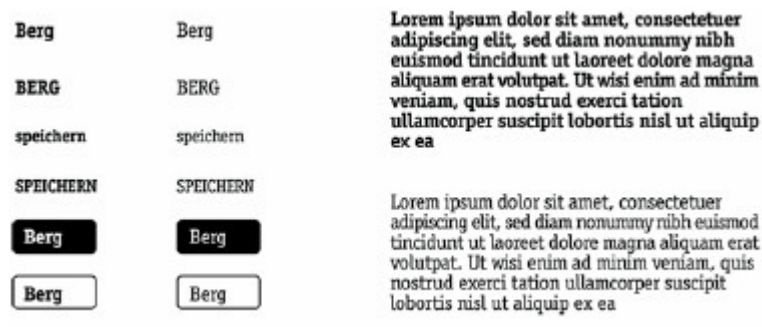 Berg Berg
BERG BERG
speichern speichern
SPEICHERN SPEICHERN
Berg Berg
Berg Berg
Lorem ipsum dolor sit amet, consectetuer
adipiscing elit, sed diam nonummy nibh
euismod tincidunt ut laoreet dolore magna
aliquam erat volutpat. Ut wisi enim ad minim
veniam, quis nostrud exerci tation
ullamcorper suscipit lobortis nisl ut aliquip
ex ea
Lorem ipsum dolor sit amet, consectetuer
adipiscing elit, sed diam nonummy nibh euismod
tincidunt ut laoreet dolore magna aliquam erat
volutpat. Ut wisi enim ad minim veniam, quis
nostrud exerci tation ullamcorper suscipit
lobortis nisl ut aliquip ex ea